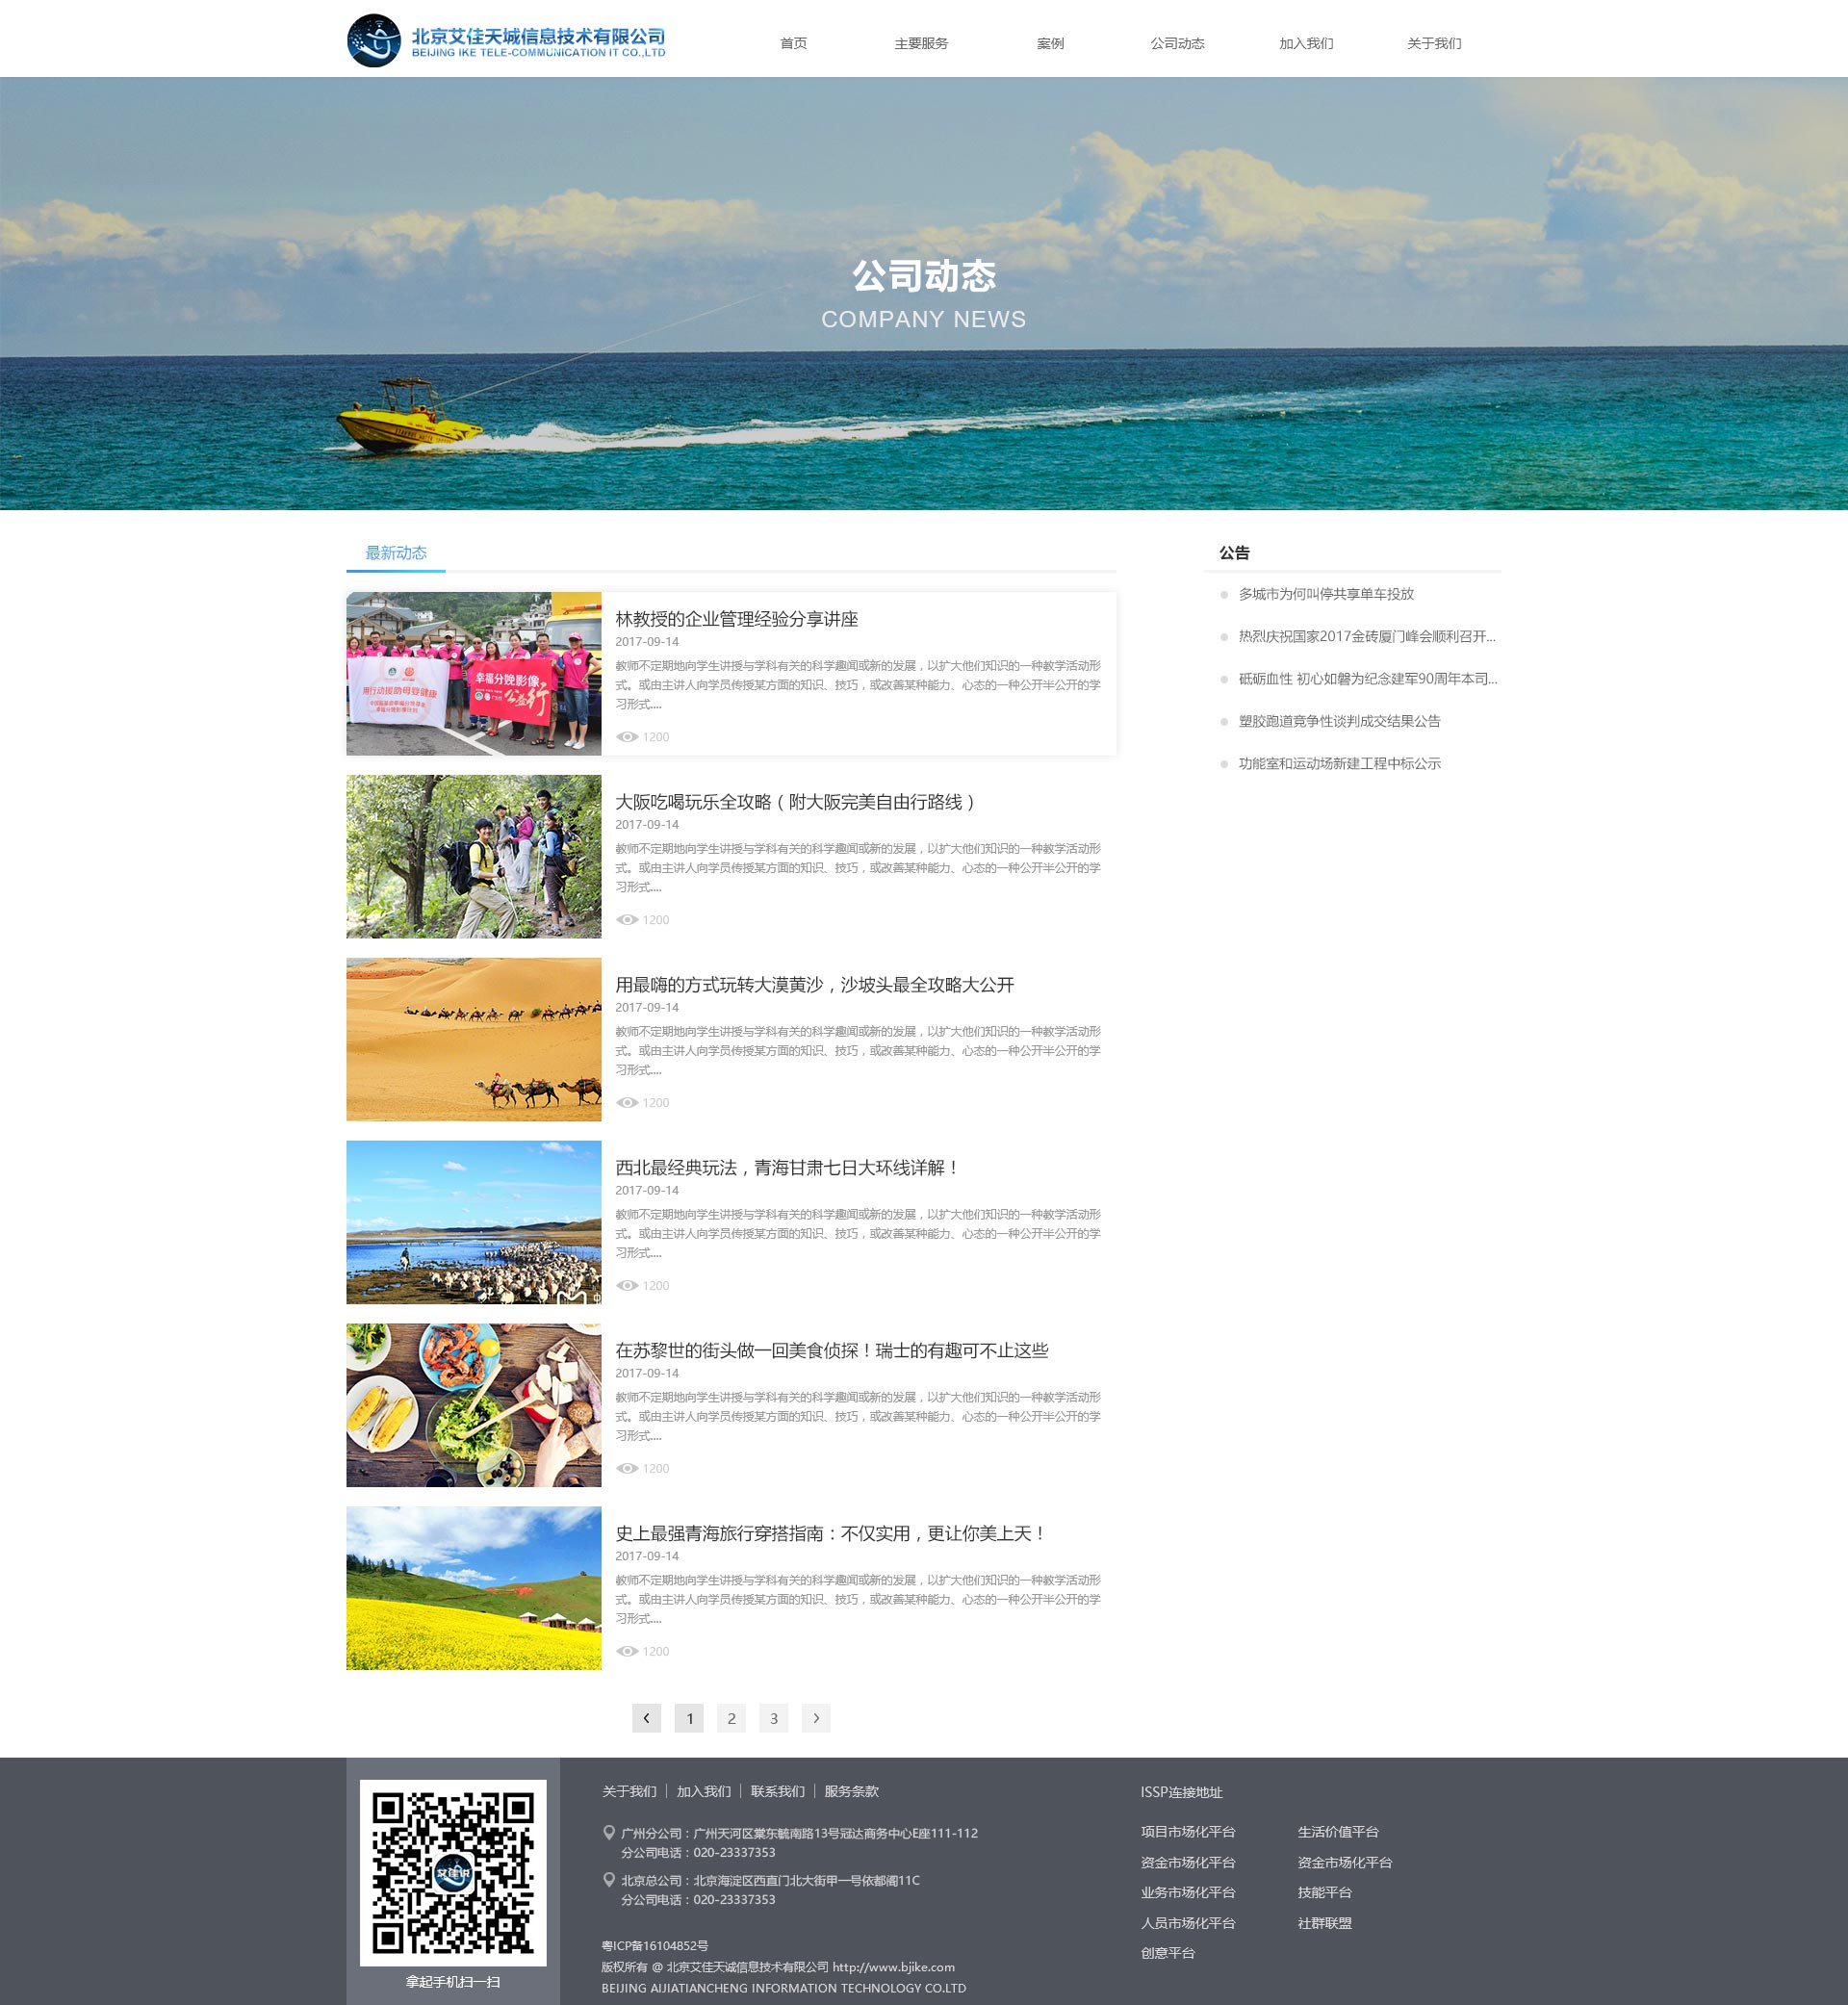 北京艾佳天诚信息技术有限公司
BEIJING IKE TELE-COMMUNICATION IT CO.,LTD
首页
主要服务
案例
公司动态
加入我们
关于我们
公司动态
COMPANY NEWS
最新动态
林教授的企业管理经验分享讲座
2017-09-14
教师不定期地向学生讲授与学科有关的科学趣闻或新的发展，以扩大他们知识的一种教学活动形
式。或由主讲人向学员传授某方面的知识、技巧，或改善某种能力、心态的一种公开半公开的学
习形式....
1200
用行动援助母婴健康
幸福分娩影像
公益行
大阪吃喝玩乐全攻略（附大阪完美自由行路线）
2017-09-14
教师不定期地向学生讲授与学科有关的科学趣闻或新的发展，以扩大他们知识的一种教学活动形
式。或由主讲人向学员传授某方面的知识、技巧，或改善某种能力、心态的一种公开半公开的学
习形式....
1200
用最嗨的方式玩转大漠黄沙，沙坡头最全攻略大公开
2017-09-14
教师不定期地向学生讲授与学科有关的科学趣闻或新的发展，以扩大他们知识的一种教学活动形
式。或由主讲人向学员传授某方面的知识、技巧，或改善某种能力、心态的一种公开半公开的学
习形式....
1200
西北最经典玩法，青海甘肃七日大环线详解！
2017-09-14
教师不定期地向学生讲授与学科有关的科学趣闻或新的发展，以扩大他们知识的一种教学活动形
式。或由主讲人向学员传授某方面的知识、技巧，或改善某种能力、心态的一种公开半公开的学
习形式....
1200
在苏黎世的街头做一回美食侦探！瑞士的有趣可不止这些
2017-09-14
教师不定期地向学生讲授与学科有关的科学趣闻或新的发展，以扩大他们知识的一种教学活动形
式。或由主讲人向学员传授某方面的知识、技巧，或改善某种能力、心态的一种公开半公开的学
习形式....
1200
史上最强青海旅行穿搭指南：不仅实用，更让你美上天！
2017-09-14
教师不定期地向学生讲授与学科有关的科学趣闻或新的发展，以扩大他们知识的一种教学活动形
式。或由主讲人向学员传授某方面的知识、技巧，或改善某种能力、心态的一种公开半公开的学
习形式....
1200
1
2
3
公告
多城市为何叫停共享单车投放
热烈庆祝国家2017金砖厦门峰会顺利召开...
砥砺血性 初心如磐为纪念建军90周年本司...
塑胶跑道竞争性谈判成交结果公告
功能室和运动场新建工程中标公示
拿起手机扫一扫
关于我们
加入我们
联系我们
服务条款
广州分公司：广州天河区棠东毓南路13号冠达商务中心E座111-112
分公司电话：020-23337353
北京总公司：北京海淀区西直门北大街甲一号依都阁11C
分公司电话：020-23337353
粤ICP备16104852号
版权所有 @ 北京艾佳天诚信息技术有限公司 http://www.bjike.com
BEIJING AIJIATIANCHENG INFORMATION TECHNOLOGY CO.LTD
ISSP连接地址
项目市场化平台
生活价值平台
资金市场化平台
资金市场化平台
业务市场化平台
技能平台
人员市场化平台
社群联盟
创意平台